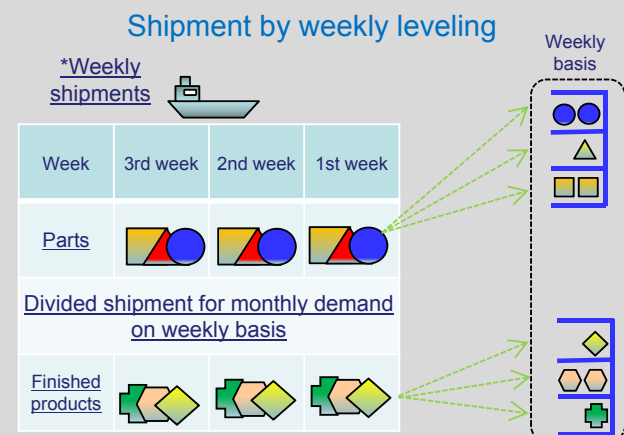 Shipment by weekly leveling
*Weekly
shipments
Weekly
basis
Week
3rd week
2nd week
1st week
Parts
Divided shipment for monthly demand
on weekly basis
Finished
products